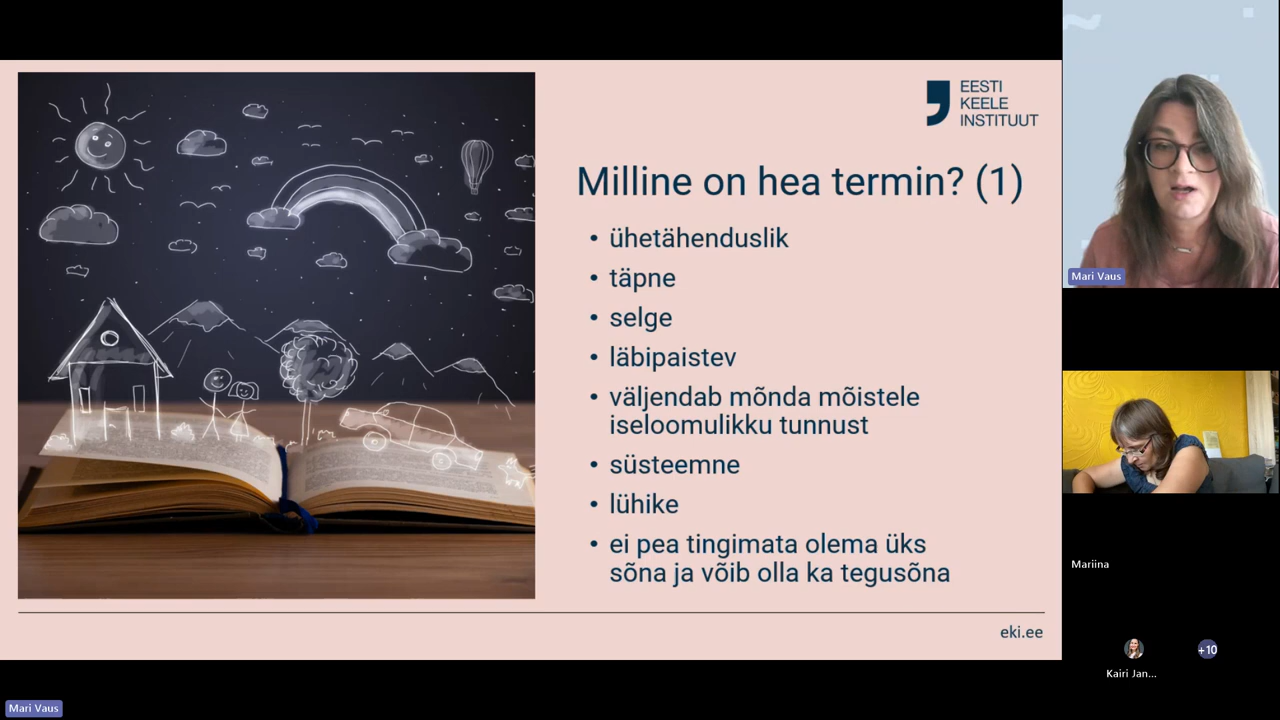 EESTI
KEELE
INSTITUUT
Milline on hea termin? (1)
• ühetähenduslik
• täpne
• selge
• läbipaistev
• väljendab mõnda mõistele
iseloomulikku tunnust
• süsteemne
• lühike
• ei pea tingimata olema üks
sõna ja võib olla ka tegusõna
eki.ee
Mari Vaus
Mari Vaus
Mariina
Kairi Jan...
+10